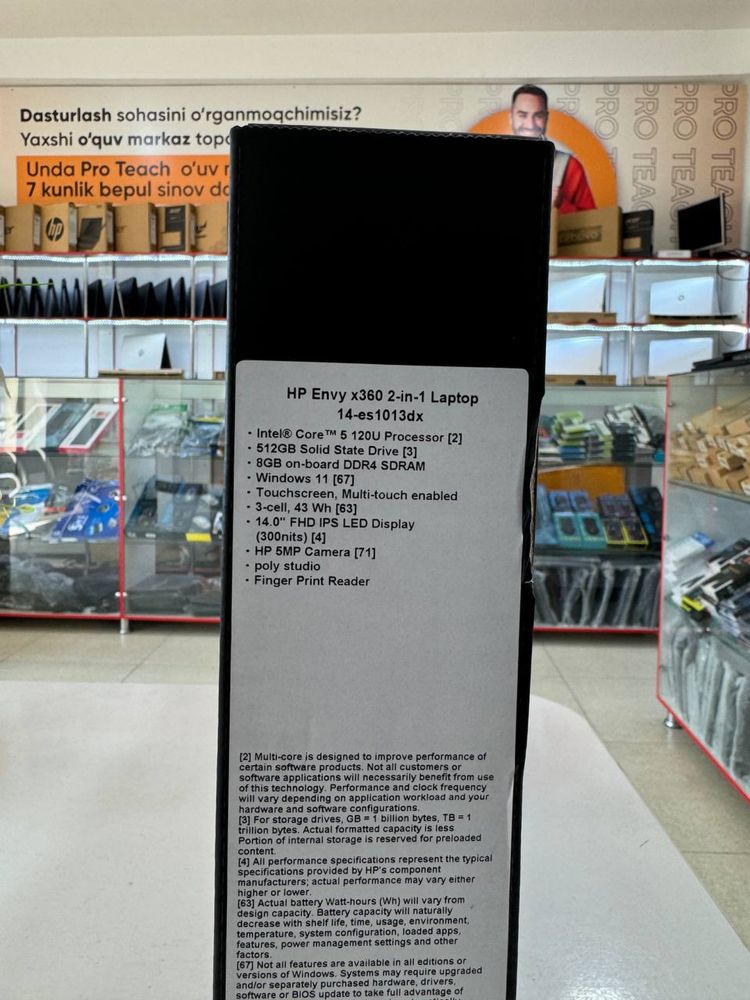 Dasturlash sohasini o'rganmoqchimisiz?
Yaxshi o'quv markaz
Unda Pro Teach o'uv
7 kunlik bepul sinov
PRO TEACH
hp
Lenovo
HP Envy x360 2-in-1 Laptop
14-es1013dx
· Intel® Core™ 5 120U Processor [2]
· 512GB Solid State Drive [3]
· 8GB on-board DDR4 SDRAM
· Windows 11 [67]
· Touchscreen, Multi-touch enabled
· 3-cell, 43 Wh [63]
· 14.0" FHD IPS LED Display
(300nits) [4]
· HP 5MP Camera [71]
· poly studio
· Finger Print Reader
[2] Multi-core is designed to improve performance of
certain software products. Not all customers or
software applications will necessarily benefit from use
of this technology. Performance and clock frequency
will vary depending on application workload and your
hardware and software configurations.
[3] For storage drives, GB = 1 billion bytes, TB = 1
trillion bytes. Actual formatted capacity is less
Portion of internal storage is reserved for preloaded
content.
[4] All performance specifications represent the typical
specifications provided by HP's component
manufacturers; actual performance may vary either
higher or lower.
[63] Actual battery Watt-hours (Wh) will vary from
design capacity. Battery capacity will naturally
decrease with shelf life, time, usage, environment,
temperature, system configuration, loaded apps,
features, power management settings and other
factors.
[67] Not all features are available in all editions or
versions of Windows. Systems may require upgraded
and/or separately purchased hardware, drivers,
software or BIOS update to take full advantage of